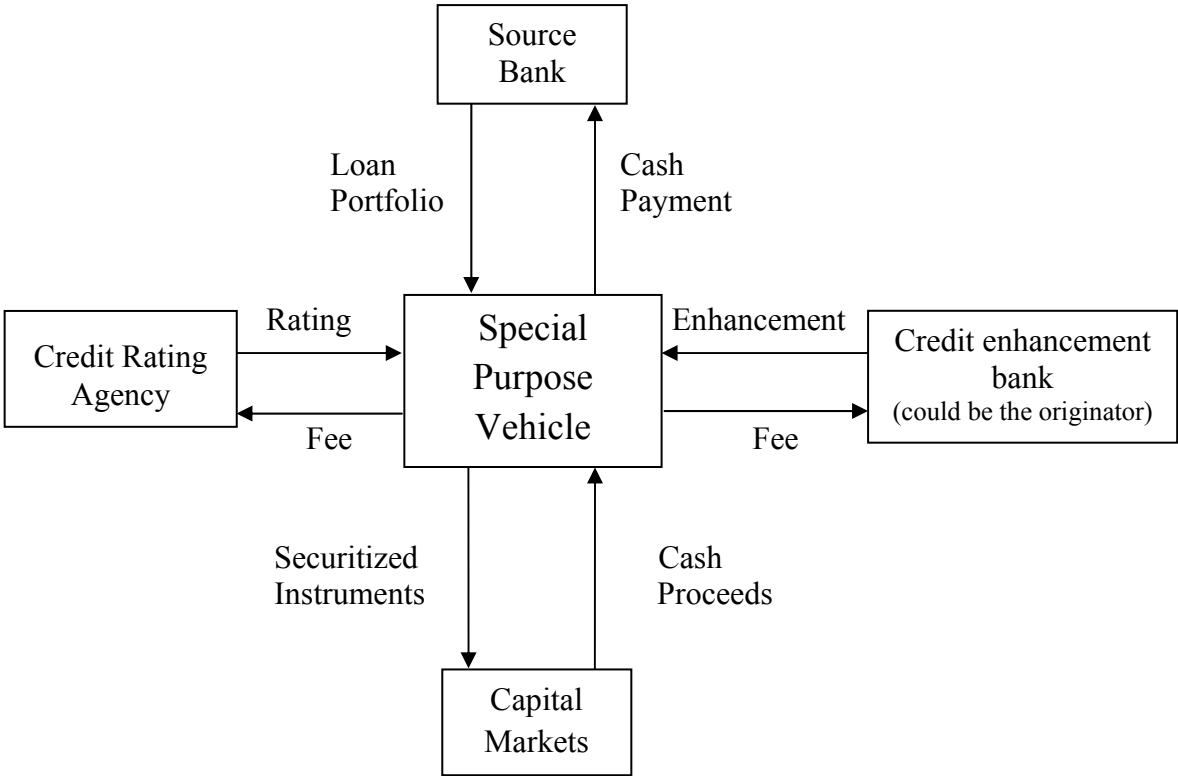 Source
Bank
Loan
Portfolio
Cash
Payment
Credit Rating
Agency
Rating
Fee
Special
Purpose
Vehicle
Enhancement
Fee
Credit enhancement
bank
(could be the originator)
Securitized
Instruments
Cash
Proceeds
Capital
Markets